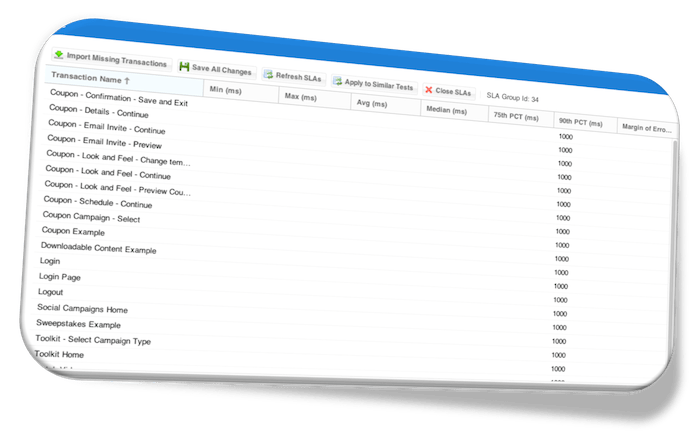 Import Missing Transactions Save All Changes Refresh SLAs Apply to Similar Tests Close SLAs SLA Group Id: 34
Transaction Name ↑ Min (ms) Max (ms) Avg (ms) Median (ms) 75th PCT (ms) 90th PCT (ms) Margin of Erro...
Coupon - Confirmation - Save and Exit 1000
Coupon - Details - Continue 1000
Coupon - Email Invite - Continue 1000
Coupon - Email Invite - Preview 1000
Coupon - Look and Feel - Change tem... 1000
Coupon - Look and Feel - Continue 1000
Coupon - Look and Feel - Preview Cou... 1000
Coupon - Schedule - Continue 1000
Coupon Campaign - Select 1000
Coupon Example 1000
Downloadable Content Example 1000
Login 1000
Login Page 1000
Logout 1000
Social Campaigns Home 1000
Sweepstakes Example 1000
Toolkit - Select Campaign Type 1000
Toolkit Home 1000